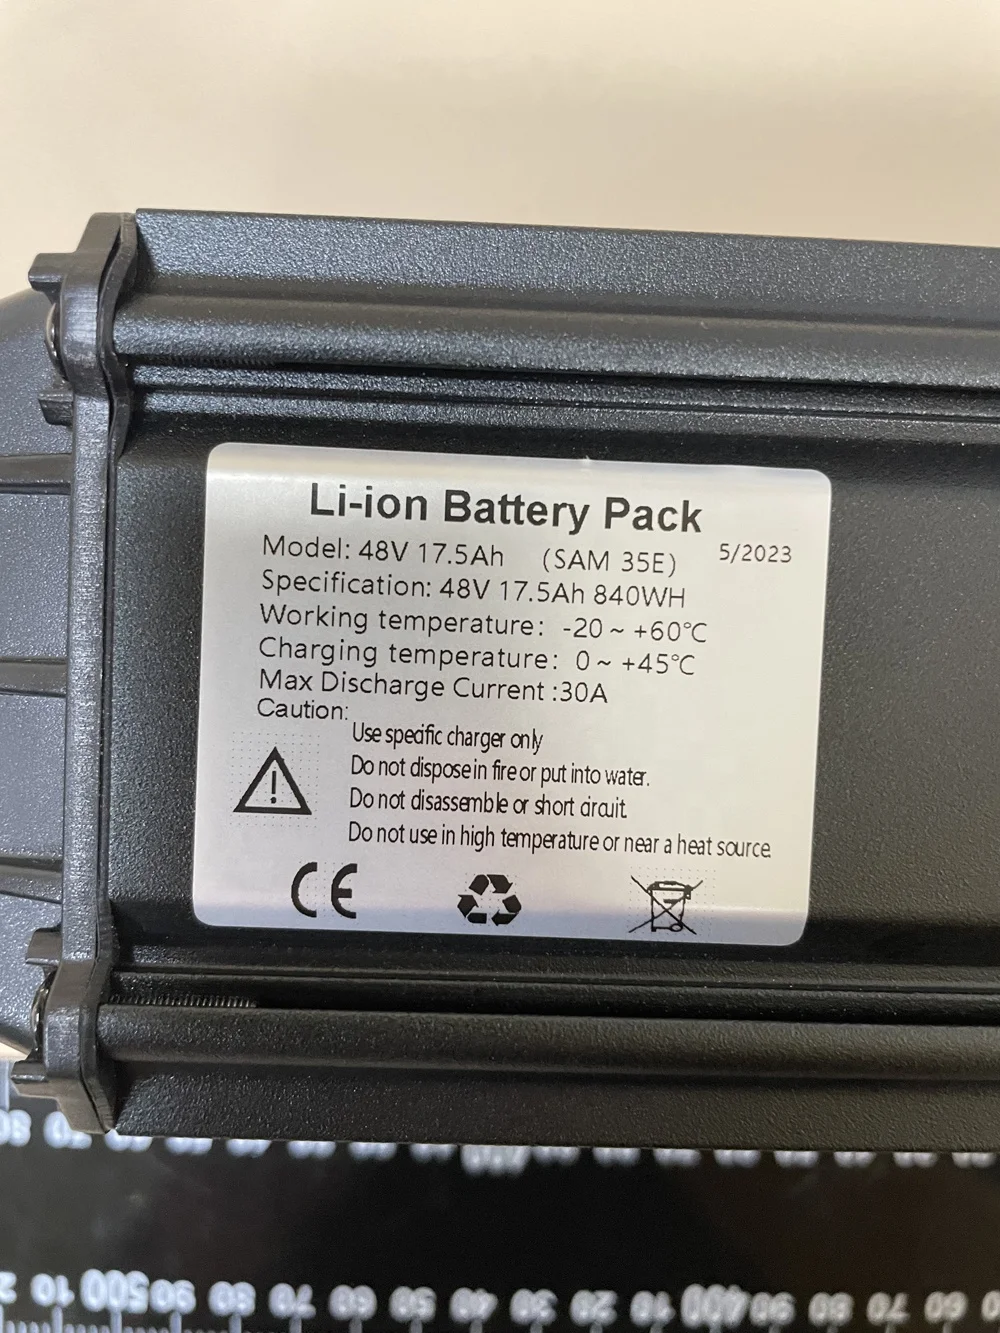 Li-ion Battery Pack
Model: 48V 17.5Ah (SAM 35E) 5/2023
Specification: 48V 17.5Ah 840WH
Working temperature: -20 ~ +60℃
Charging temperature: 0 ~ +45℃
Max Discharge Current :30A
Caution:
Use specific charger only
Do not dispose in fire or put into water.
Do not disassemble or short circuit.
Do not use in high temperature or near a heat source
CE